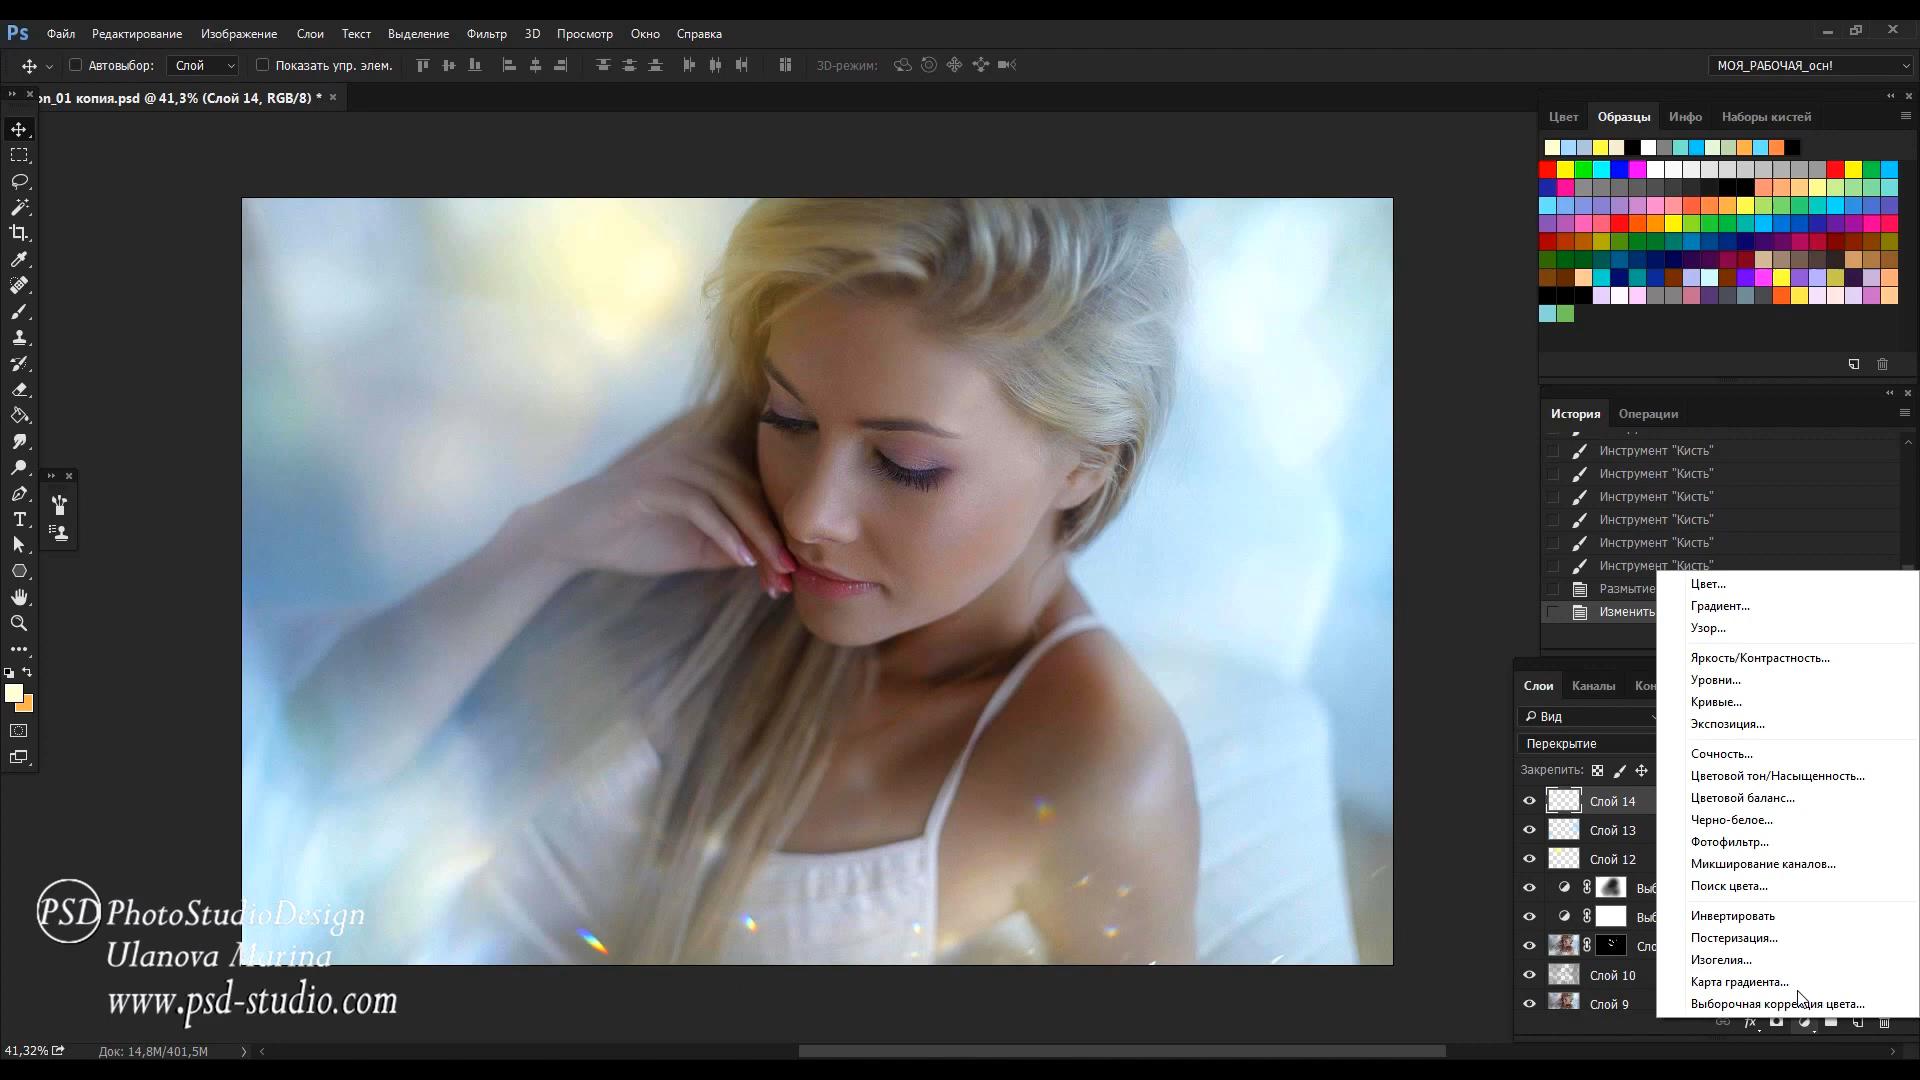 Ps Файл Редактирование Изображение Слои Текст Выделение Фильтр 3D Просмотр Окно Справка
Автовыбор: Слой Показать упр. элем. 3D-режим: МОЯ_РАБОЧАЯ_осн!
on_01 копия.psd @ 41,3% (Слой 14, RGB/8) *
Цвет Образцы Инфо Наборы кистей
История Операции
Инструмент "Кисть"
Инструмент "Кисть"
Инструмент "Кисть"
Инструмент "Кисть"
Инструмент "Кисть"
Инструмент "Кисть"
Размытие
Изменить
Цвет...
Градиент...
Узор...
Яркость/Контрастность...
Уровни...
Кривые...
Экспозиция...
Сочность...
Цветовой тон/Насыщенность...
Цветовой баланс...
Черно-белое...
Фотофильтр...
Микширование каналов...
Поиск цвета...
Инвертировать
Постеризация...
Изогелия...
Карта градиента...
Выборочная коррекция цвета...
Слои Каналы Кон
Вид
Перекрытие
Закрепить:
Слой 14
Слой 13
Слой 12
Выб
Выб
Сло
Слой 10
Слой 9
fx
PSD PhotoStudioDesign
Ulanova Marina
www.psd-studio.com
41,32% Док: 14,8M/401,5M